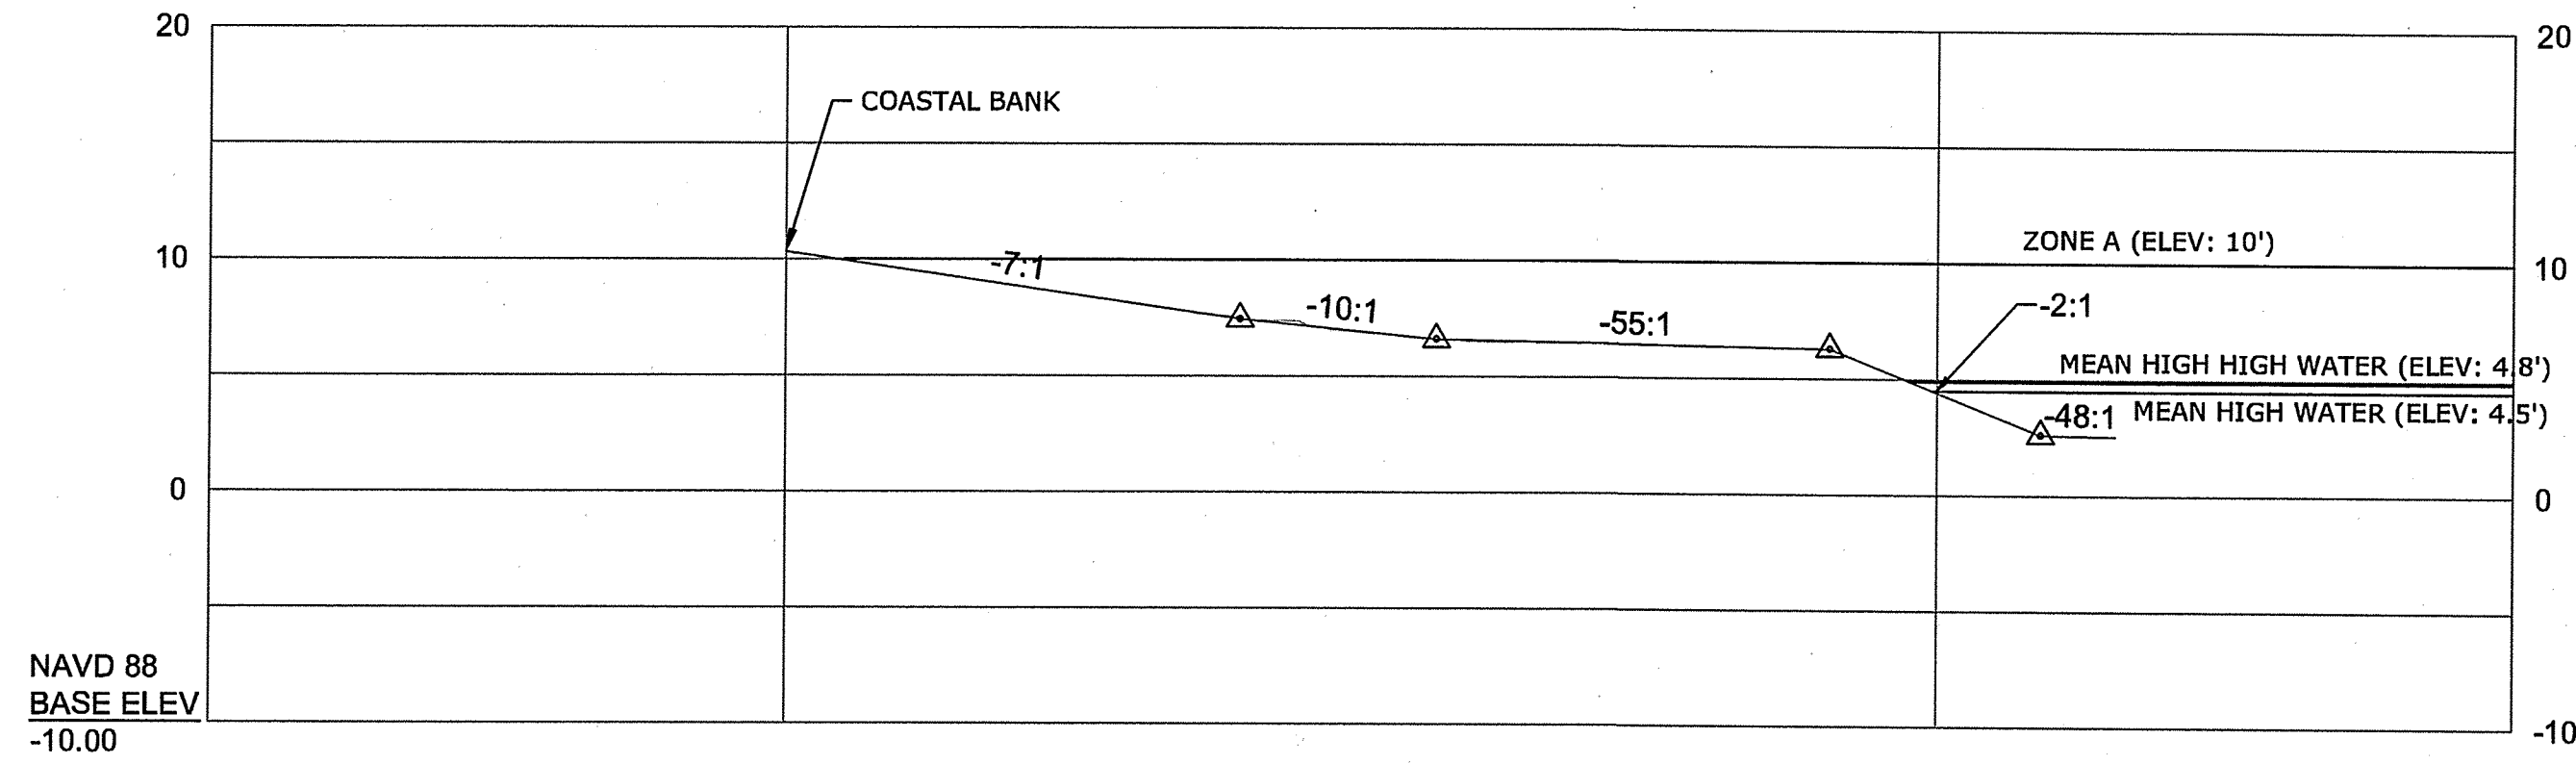 20
20
COASTAL BANK
ZONE A (ELEV: 10')
10
-7:1
10
-10:1
-55:1
-2:1
MEAN HIGH HIGH WATER (ELEV: 4.8')
-48:1
MEAN HIGH WATER (ELEV: 4.5')
0
0
NAVD 88
BASE ELEV
-10.00
-10